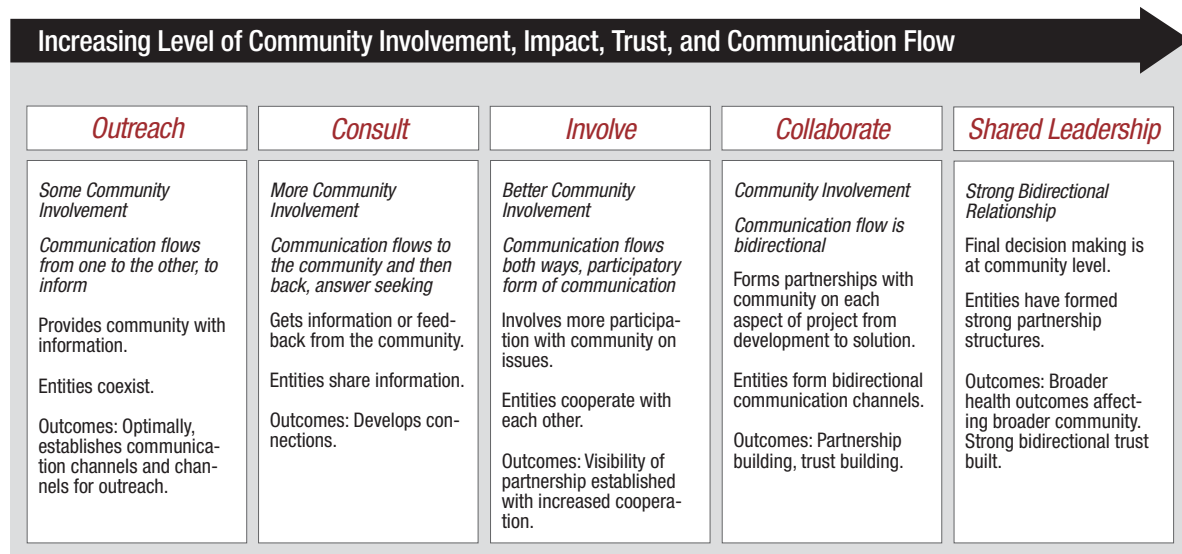 Increasing Level of Community Involvement, Impact, Trust, and Communication Flow
Outreach
Some Community
Involvement
Communication flows
from one to the other, to
inform
Provides community with
information.
Entities coexist.
Outcomes: Optimally,
establishes communica-
tion channels and chan-
nels for outreach.
Consult
More Community
Involvement
Communication flows to
the community and then
back, answer seeking
Gets information or feed-
back from the community.
Entities share information.
Outcomes: Develops con-
nections.
Involve
Better Community
Involvement
Communication flows
both ways, participatory
form of communication
Involves more participa-
tion with community on
issues.
Entities cooperate with
each other.
Outcomes: Visibility of
partnership established
with increased coopera-
tion.
Collaborate
Community Involvement
Communication flow is
bidirectional
Forms partnerships with
community on each
aspect of project from
development to solution.
Entities form bidirectional
communication channels.
Outcomes: Partnership
building, trust building.
Shared Leadership
Strong Bidirectional
Relationship
Final decision making is
at community level.
Entities have formed
strong partnership
structures.
Outcomes: Broader
health outcomes affect-
ing broader community.
Strong bidirectional trust
built.